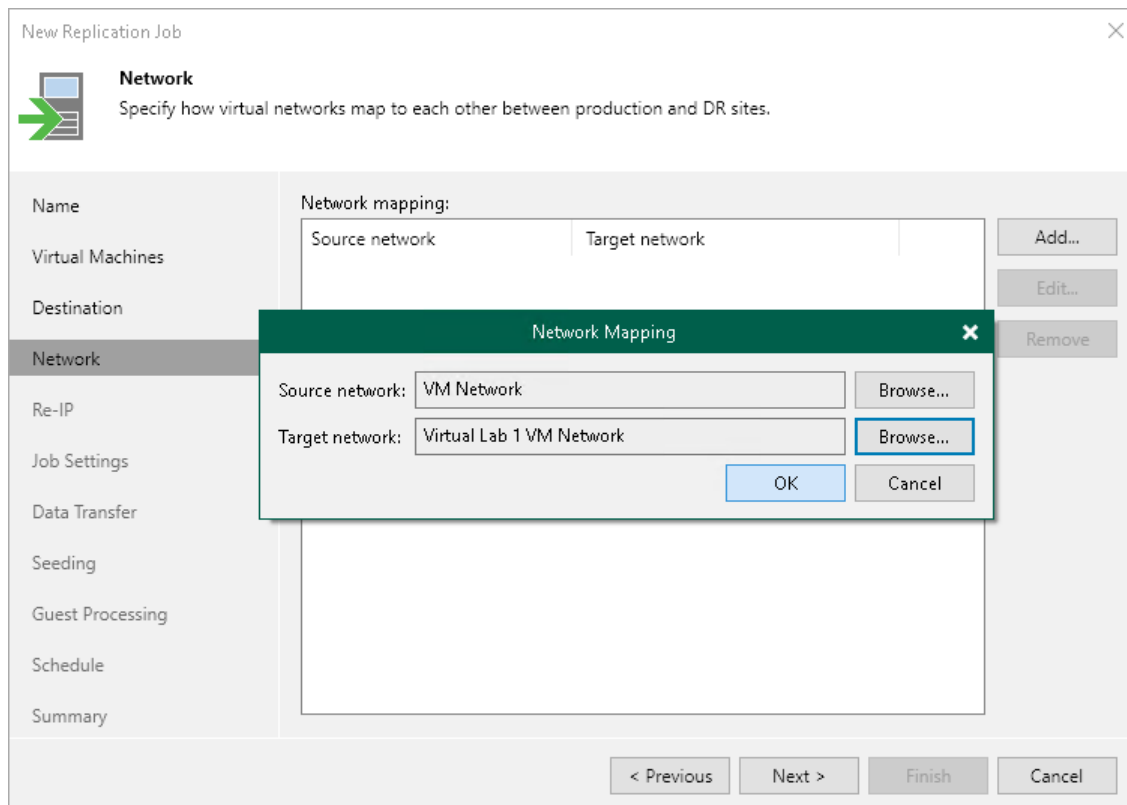 New Replication Job
Network
Specify how virtual networks map to each other between production and DR sites.
Name
Virtual Machines
Destination
Network
Re-IP
Job Settings
Data Transfer
Seeding
Guest Processing
Schedule
Summary
Network mapping:
Source network Target network
Add...
Edit...
Remove
Network Mapping
Source network: VM Network Browse...
Target network: Virtual Lab 1 VM Network Browse...
OK Cancel
< Previous Next > Finish Cancel